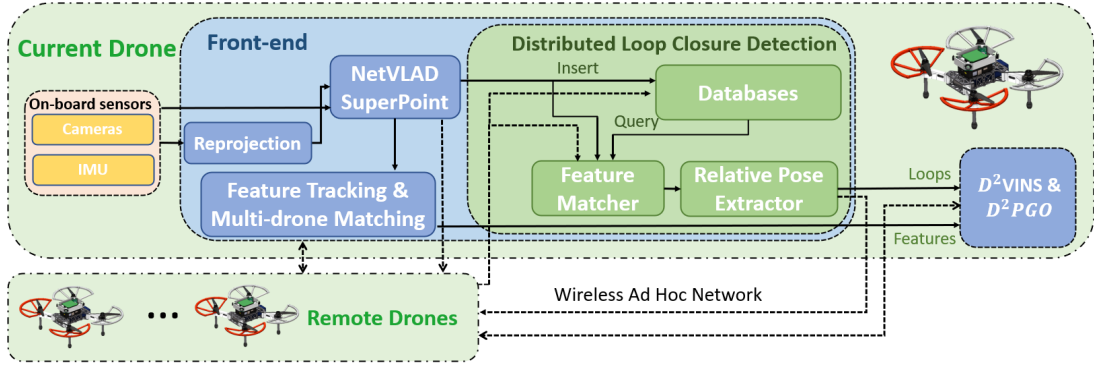 Current Drone
Front-end
Distributed Loop Closure Detection
On-board sensors
Cameras
IMU
Reprojection
NetVLAD
SuperPoint
Insert
Databases
Query
Feature Tracking &
Multi-drone Matching
Feature
Matcher
Relative Pose
Extractor
Loops
D²VINS &
D²PGO
Features
Wireless Ad Hoc Network
...
Remote Drones